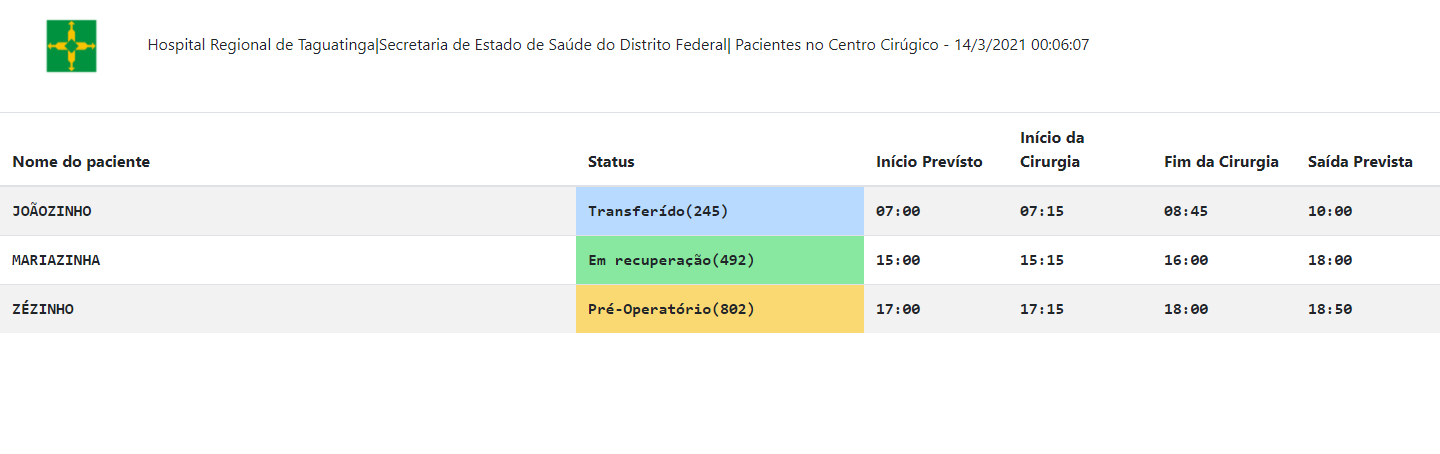 Hospital Regional de Taguatinga|Secretaria de Estado de Saúde do Distrito Federal| Pacientes no Centro Cirúgico - 14/3/2021 00:06:07
Nome do paciente Status Início Prevísto Início da Cirurgia Fim da Cirurgia Saída Prevista
JOÃOZINHO Transferído(245) 07:00 07:15 08:45 10:00
MARIAZINHA Em recuperação(492) 15:00 15:15 16:00 18:00
ZÉZINHO Pré-Operatório(802) 17:00 17:15 18:00 18:50